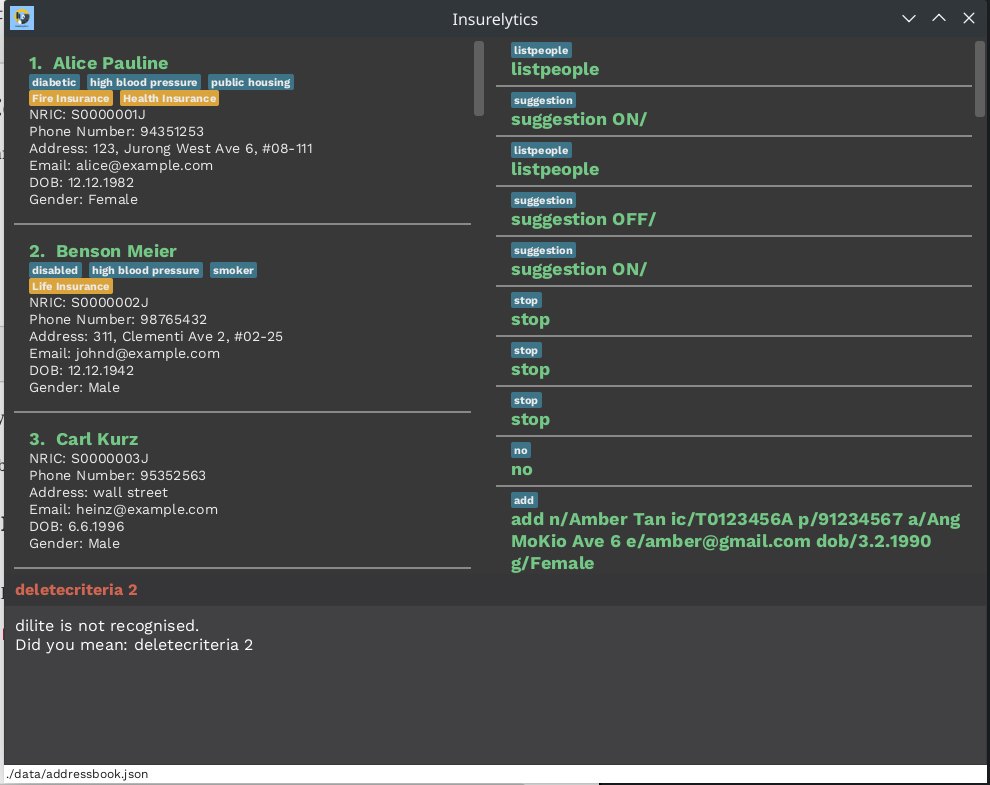 Insurelytics
1. Alice Pauline
diabetic high blood pressure public housing
Fire Insurance Health Insurance
NRIC: S0000001J
Phone Number: 94351253
Address: 123, Jurong West Ave 6, #08-111
Email: alice@example.com
DOB: 12.12.1982
Gender: Female
2. Benson Meier
disabled high blood pressure smoker
Life Insurance
NRIC: S0000002J
Phone Number: 98765432
Address: 311, Clementi Ave 2, #02-25
Email: johnd@example.com
DOB: 12.12.1942
Gender: Male
3. Carl Kurz
NRIC: S0000003J
Phone Number: 95352563
Address: wall street
Email: heinz@example.com
DOB: 6.6.1996
Gender: Male
listpeople
listpeople
suggestion
suggestion ON/
listpeople
listpeople
suggestion
suggestion OFF/
suggestion
suggestion ON/
stop
stop
stop
stop
stop
stop
no
no
add
add n/Amber Tan ic/T0123456A p/91234567 a/Ang
MoKio Ave 6 e/amber@gmail.com dob/3.2.1990
g/Female
deletecriteria 2
dilite is not recognised.
Did you mean: deletecriteria 2
./data/addressbook.json